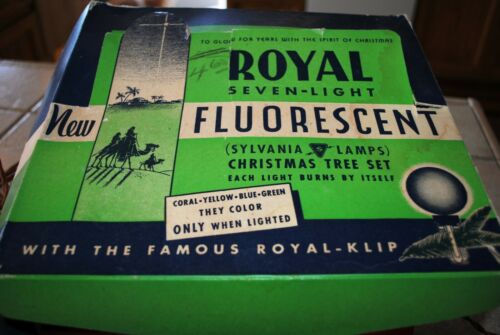 TO GLOW FOR YEARS WITH THE SPIRIT OF CHRISTMAS
ROYAL
SEVEN-LIGHT
New
FLUORESCENT
(SYLVANIA LAMPS)
CHRISTMAS TREE SET
EACH LIGHT BURNS BY ITSELF
CORAL-YELLOW-BLUE-GREEN
THEY COLOR
ONLY WHEN LIGHTED
WITH THE FAMOUS ROYAL-KLIP